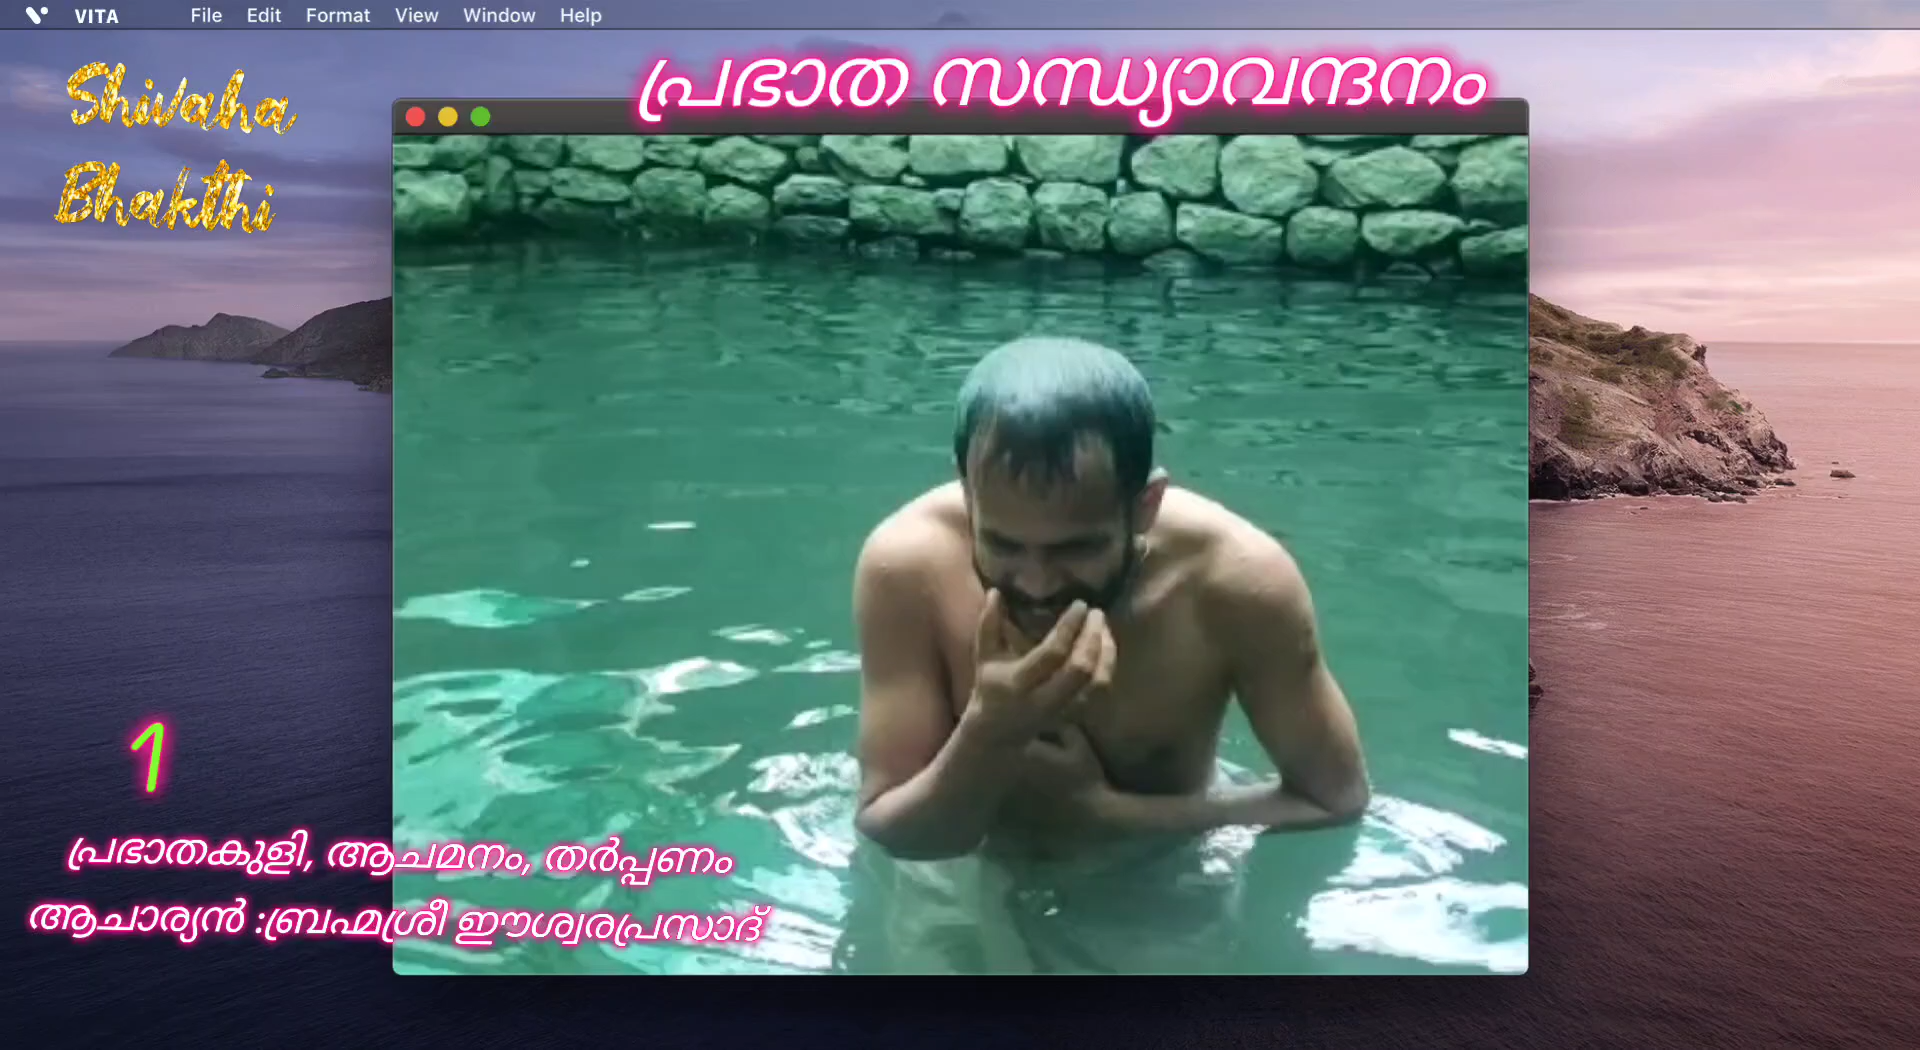 VITA File Edit Format View Window Help
Shivaha
Bhakthi
പ്രഭാത സന്ധ്യാവന്ദനം
1
പ്രഭാതകുളി, ആചമനം, തർപ്പണം
ആചാര്യൻ :ബ്രഹ്മശ്രീ ഈശ്വരപ്രസാദ്